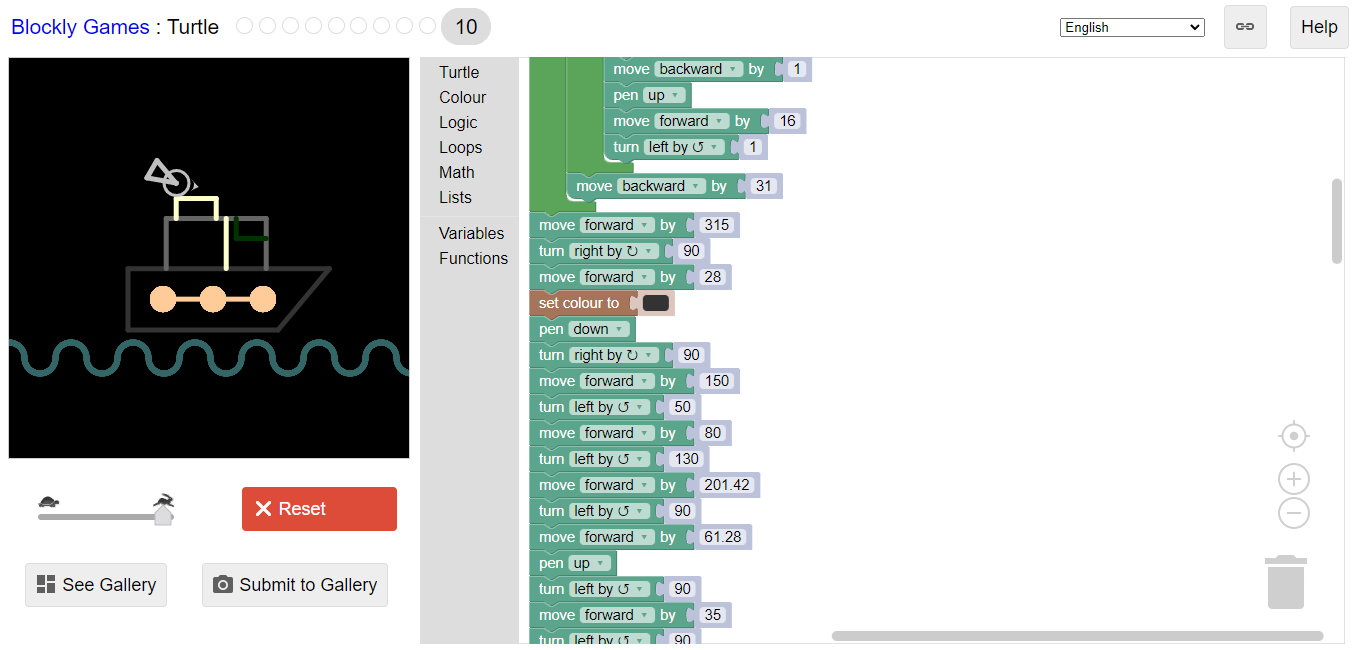 Blockly Games : Turtle 10 English Help
Turtle
Colour
Logic
Loops
Math
Lists
Variables
Functions
move backward ▾ by 1
pen up ▾
move forward ▾ by 16
turn left by ↺ ▾ 1
move backward ▾ by 31
move forward ▾ by 315
turn right by ↻ ▾ 90
move forward ▾ by 28
set colour to
pen down ▾
turn right by ↻ ▾ 90
move forward ▾ by 150
turn left by ↺ ▾ 50
move forward ▾ by 80
turn left by ↺ ▾ 130
move forward ▾ by 201.42
turn left by ↺ ▾ 90
move forward ▾ by 61.28
pen up ▾
turn left by ↺ ▾ 90
move forward ▾ by 35
turn left by ↺ ▾ 90
Reset
See Gallery
Submit to Gallery